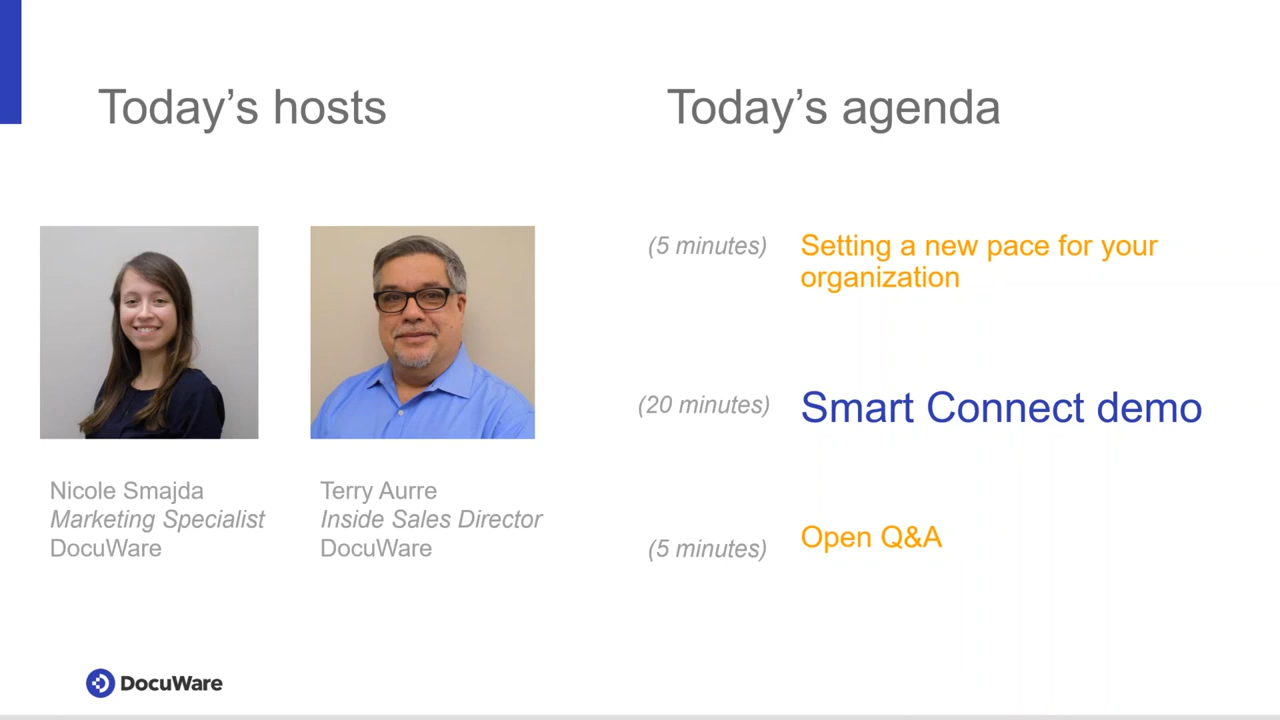 Today’s hosts
Today’s agenda
Nicole Smajda
Marketing Specialist
DocuWare
Terry Aurre
Inside Sales Director
DocuWare
(5 minutes) Setting a new pace for your
organization
(20 minutes) Smart Connect demo
(5 minutes) Open Q&A
DocuWare